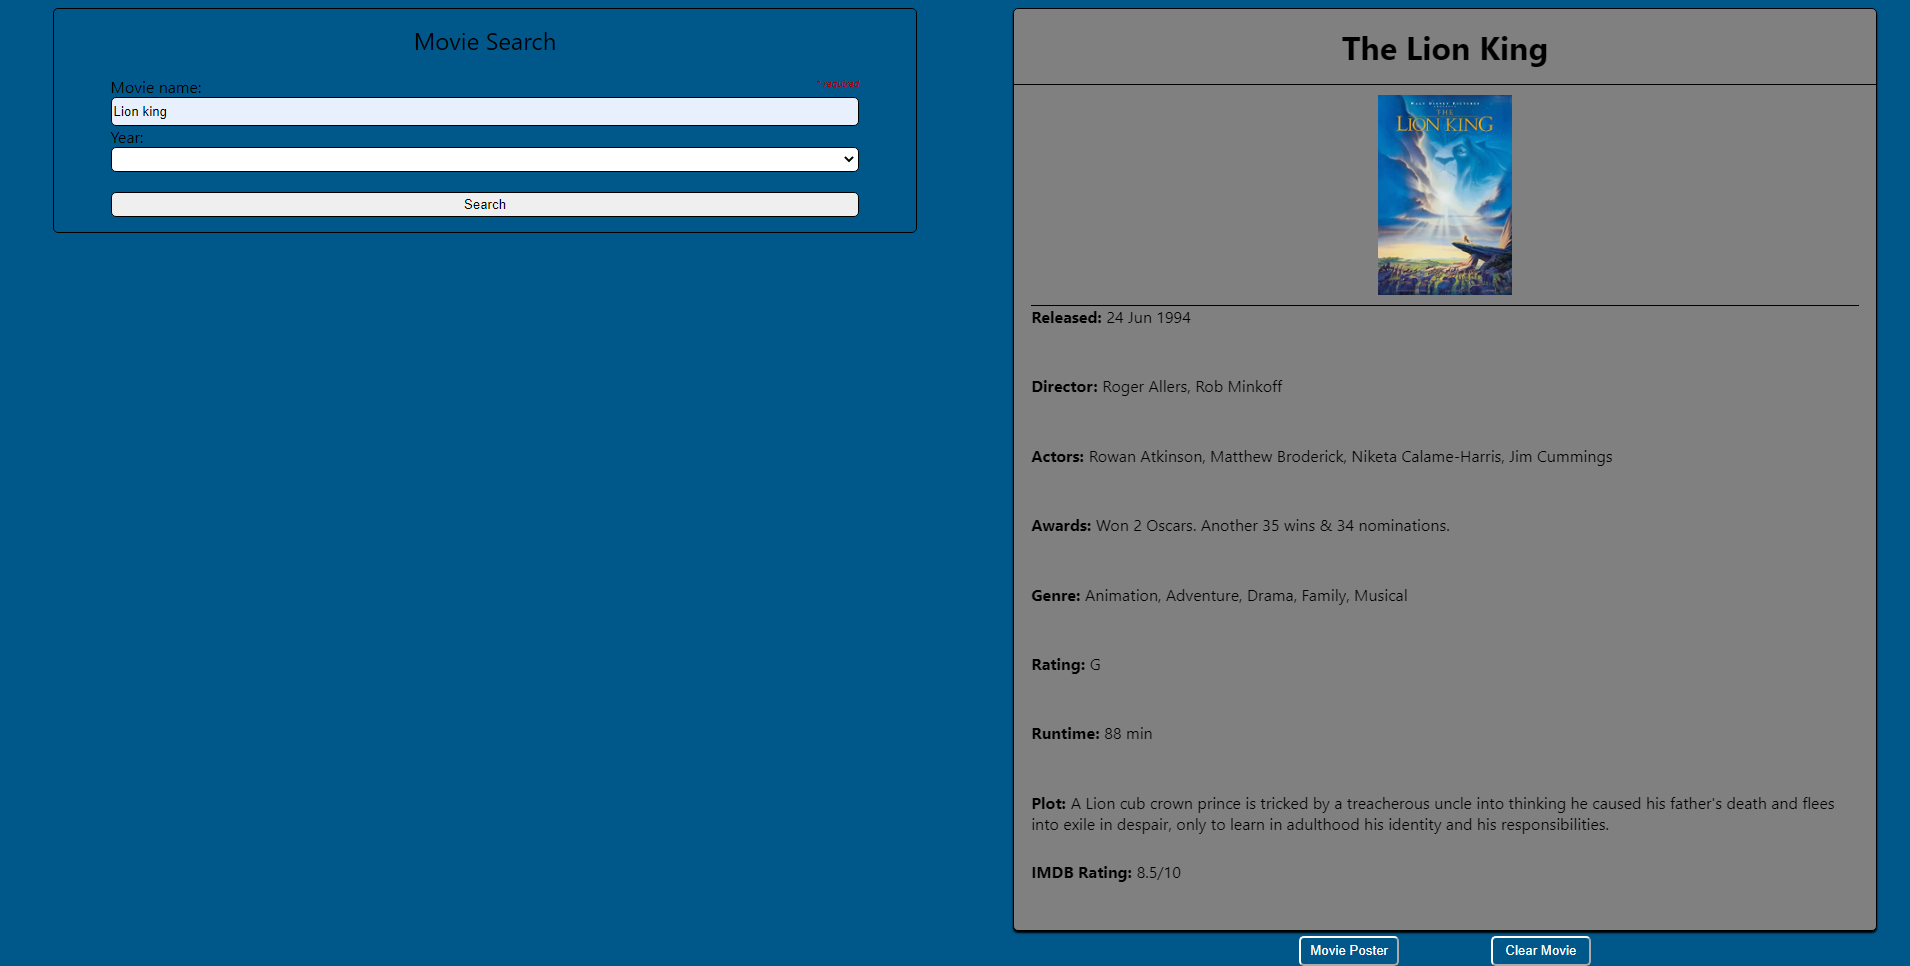 Movie Search
Movie name:
* required
Lion king
Year:
Search
The Lion King
WALT DISNEY PICTURES
THE
LION KING
Released: 24 Jun 1994
Director: Roger Allers, Rob Minkoff
Actors: Rowan Atkinson, Matthew Broderick, Niketa Calame-Harris, Jim Cummings
Awards: Won 2 Oscars. Another 35 wins & 34 nominations.
Genre: Animation, Adventure, Drama, Family, Musical
Rating: G
Runtime: 88 min
Plot: A Lion cub crown prince is tricked by a treacherous uncle into thinking he caused his father's death and flees
into exile in despair, only to learn in adulthood his identity and his responsibilities.
IMDB Rating: 8.5/10
Movie Poster
Clear Movie